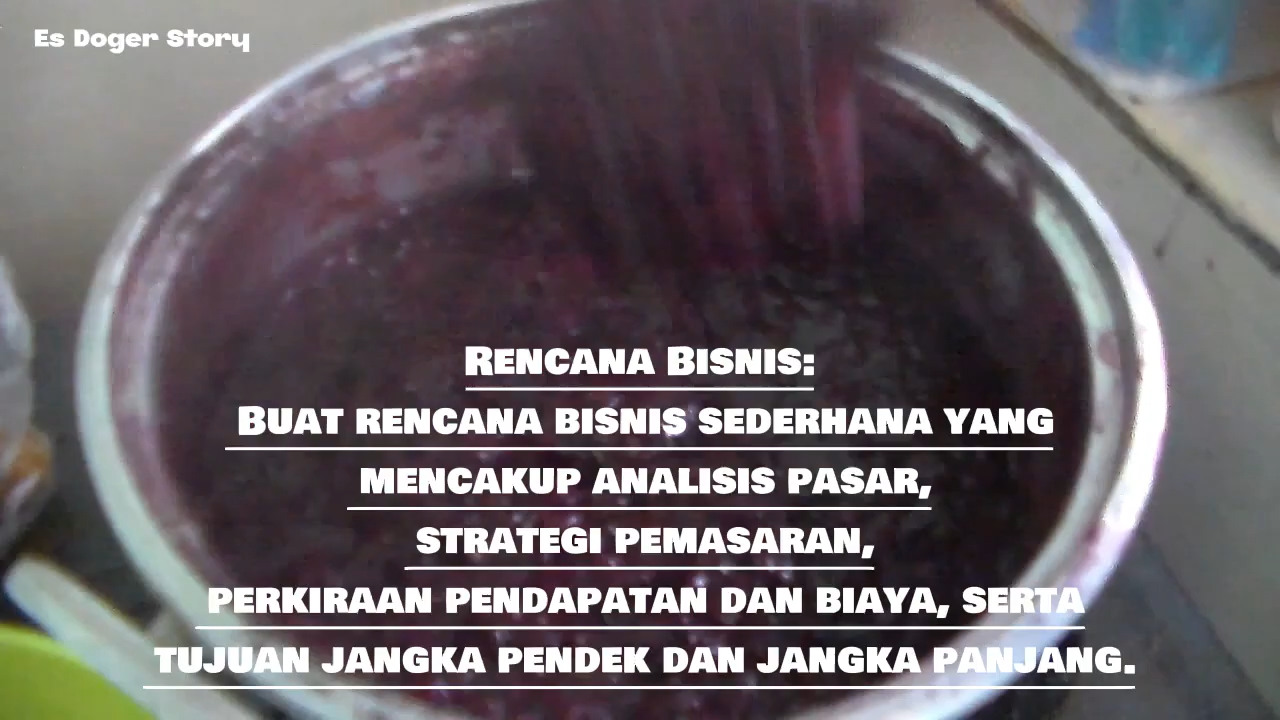 Es Doger Story
Rencana Bisnis:
Buat rencana bisnis sederhana yang
mencakup analisis pasar,
strategi pemasaran,
perkiraan pendapatan dan biaya, serta
tujuan jangka pendek dan jangka panjang.